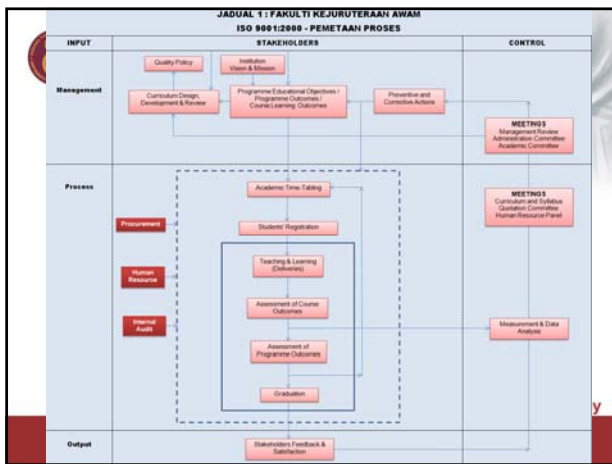 JADUAL 1 : FAKULTI KEJURUTERAAN AWAM
ISO 9001:2000 - PEMETAAN PROSES
INPUT
STAKEHOLDERS
CONTROL
Management
Quality Policy
Institution
Vision & Mission
Curriculum Design,
Development & Review
Programme Educational Objectives /
Programme Outcomes /
Course Learning Outcomes
Preventive and
Corrective Actions
MEETINGS
Management Review
Administration Committee
Academic Committee
Process
Academic Time-Tabling
MEETINGS
Curriculum and Syllabus
Quotation Committee
Human Resource Panel
Procurement
Students' Registration
Human
Resource
Teaching & Learning
(Deliveries)
Assessment of Course
Outcomes
Internal
Audit
Measurement & Data
Analysis
Assessment of
Programme Outcomes
Graduation
y
Output
Stakeholders Feedback &
Satisfaction